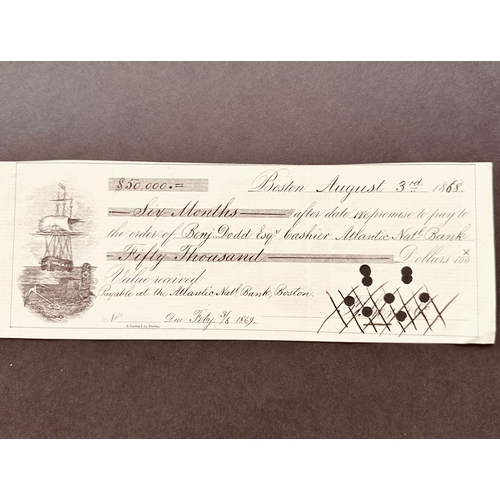 $50,000.=
Boston August 3rd 1868
Six Months after date we promise to pay to
the order of Benj. Dodd Esqr Cashier Atlantic Natl. Bank
Fifty Thousand Dollars x/100
Value received
Payable at the Atlantic Natl. Bank, Boston.
No Due Feby. 3/6 1869.